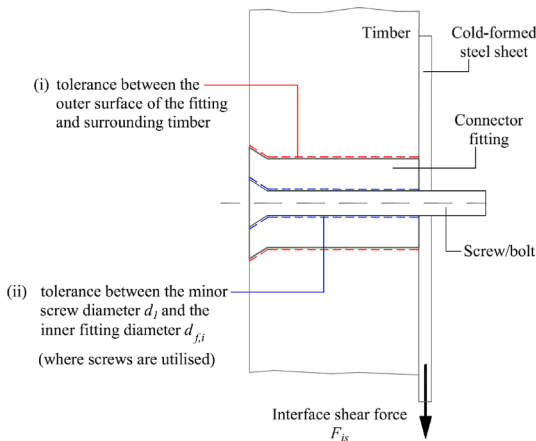 Timber
Cold-formed
steel sheet
(i) tolerance between the
outer surface of the fitting
and surrounding timber
Connector
fitting
Screw/bolt
(ii) tolerance between the minor
screw diameter d1 and the
inner fitting diameter df,i
(where screws are utilised)
Interface shear force
Fis